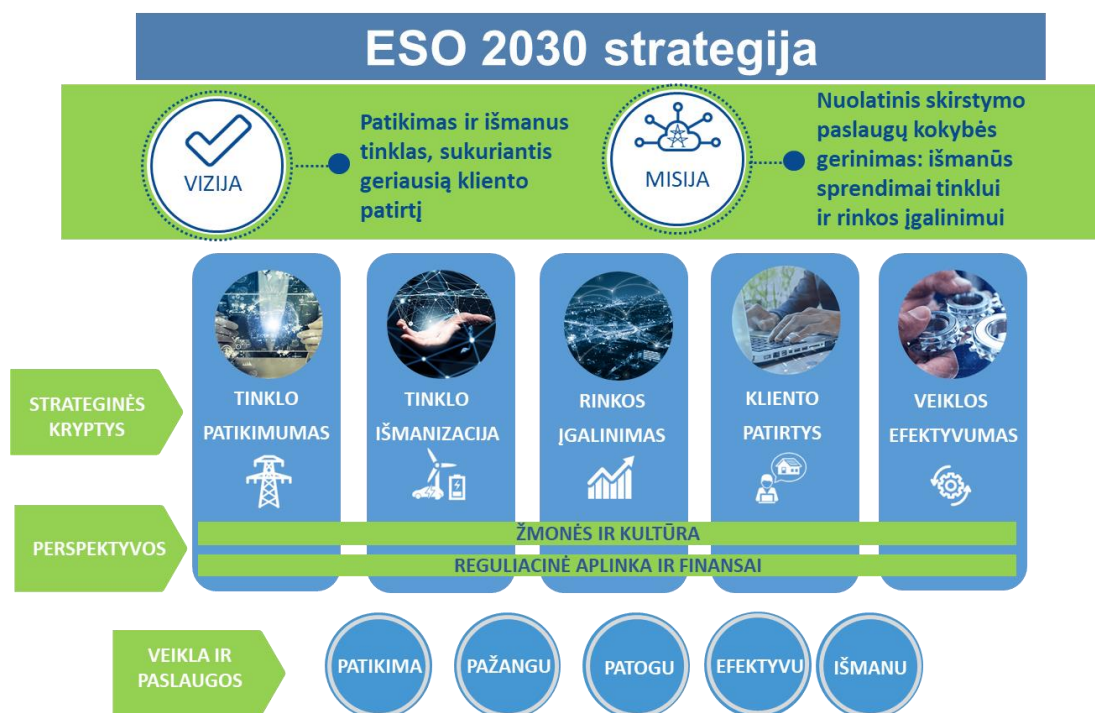 ESO 2030 strategija
VIZIJA
Patikimas ir išmanus
tinklas, sukuriantis
geriausią kliento
patirtį
MISIJA
Nuolatinis skirstymo
paslaugų kokybės
gerinimas: išmanūs
sprendimai tinklui
ir rinkos įgalinimui
STRATEGINĖS
KRYPTYS
TINKLO
PATIKIMUMAS
TINKLO
IŠMANIZACIJA
RINKOS
ĮGALINIMAS
KLIENTO
PATIRTYS
VEIKLOS
EFEKTYVUMAS
PERSPEKTYVOS
ŽMONĖS IR KULTŪRA
REGULIACINĖ APLINKA IR FINANSAI
VEIKLA IR
PASLAUGOS
PATIKIMA
PAŽANGU
PATOGU
EFEKTYVU
IŠMANU